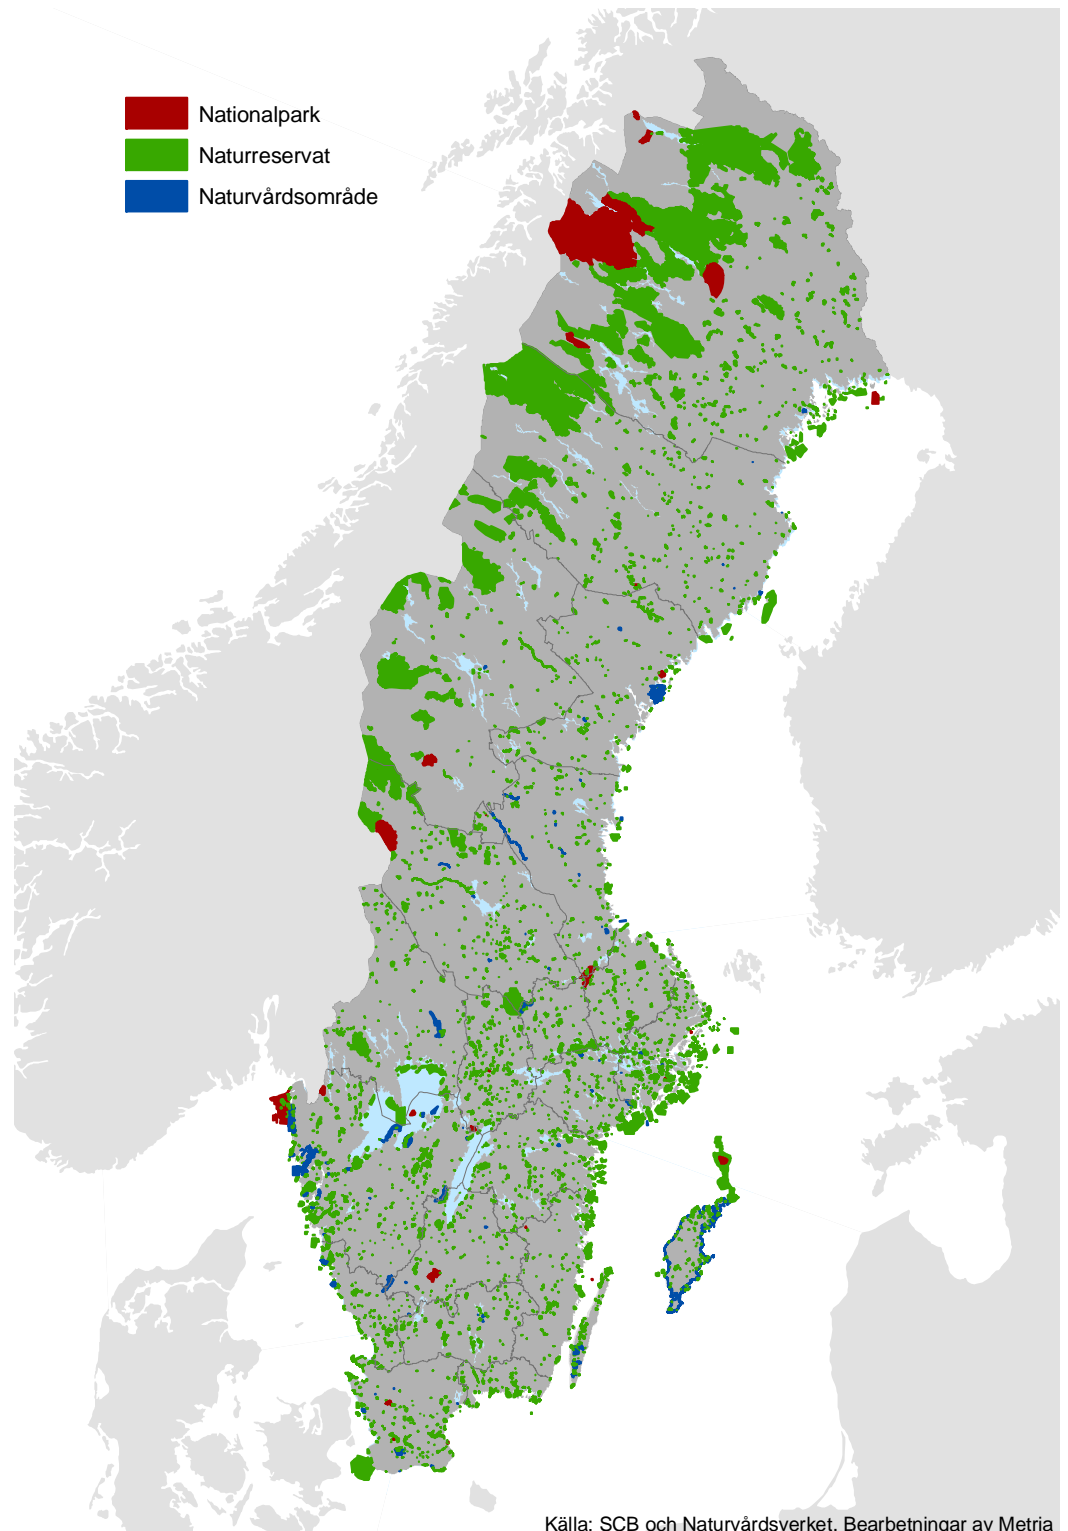 Nationalpark
Naturreservat
Naturvårdsområde
Källa: SCB och Naturvårdsverket. Bearbetningar av Metria